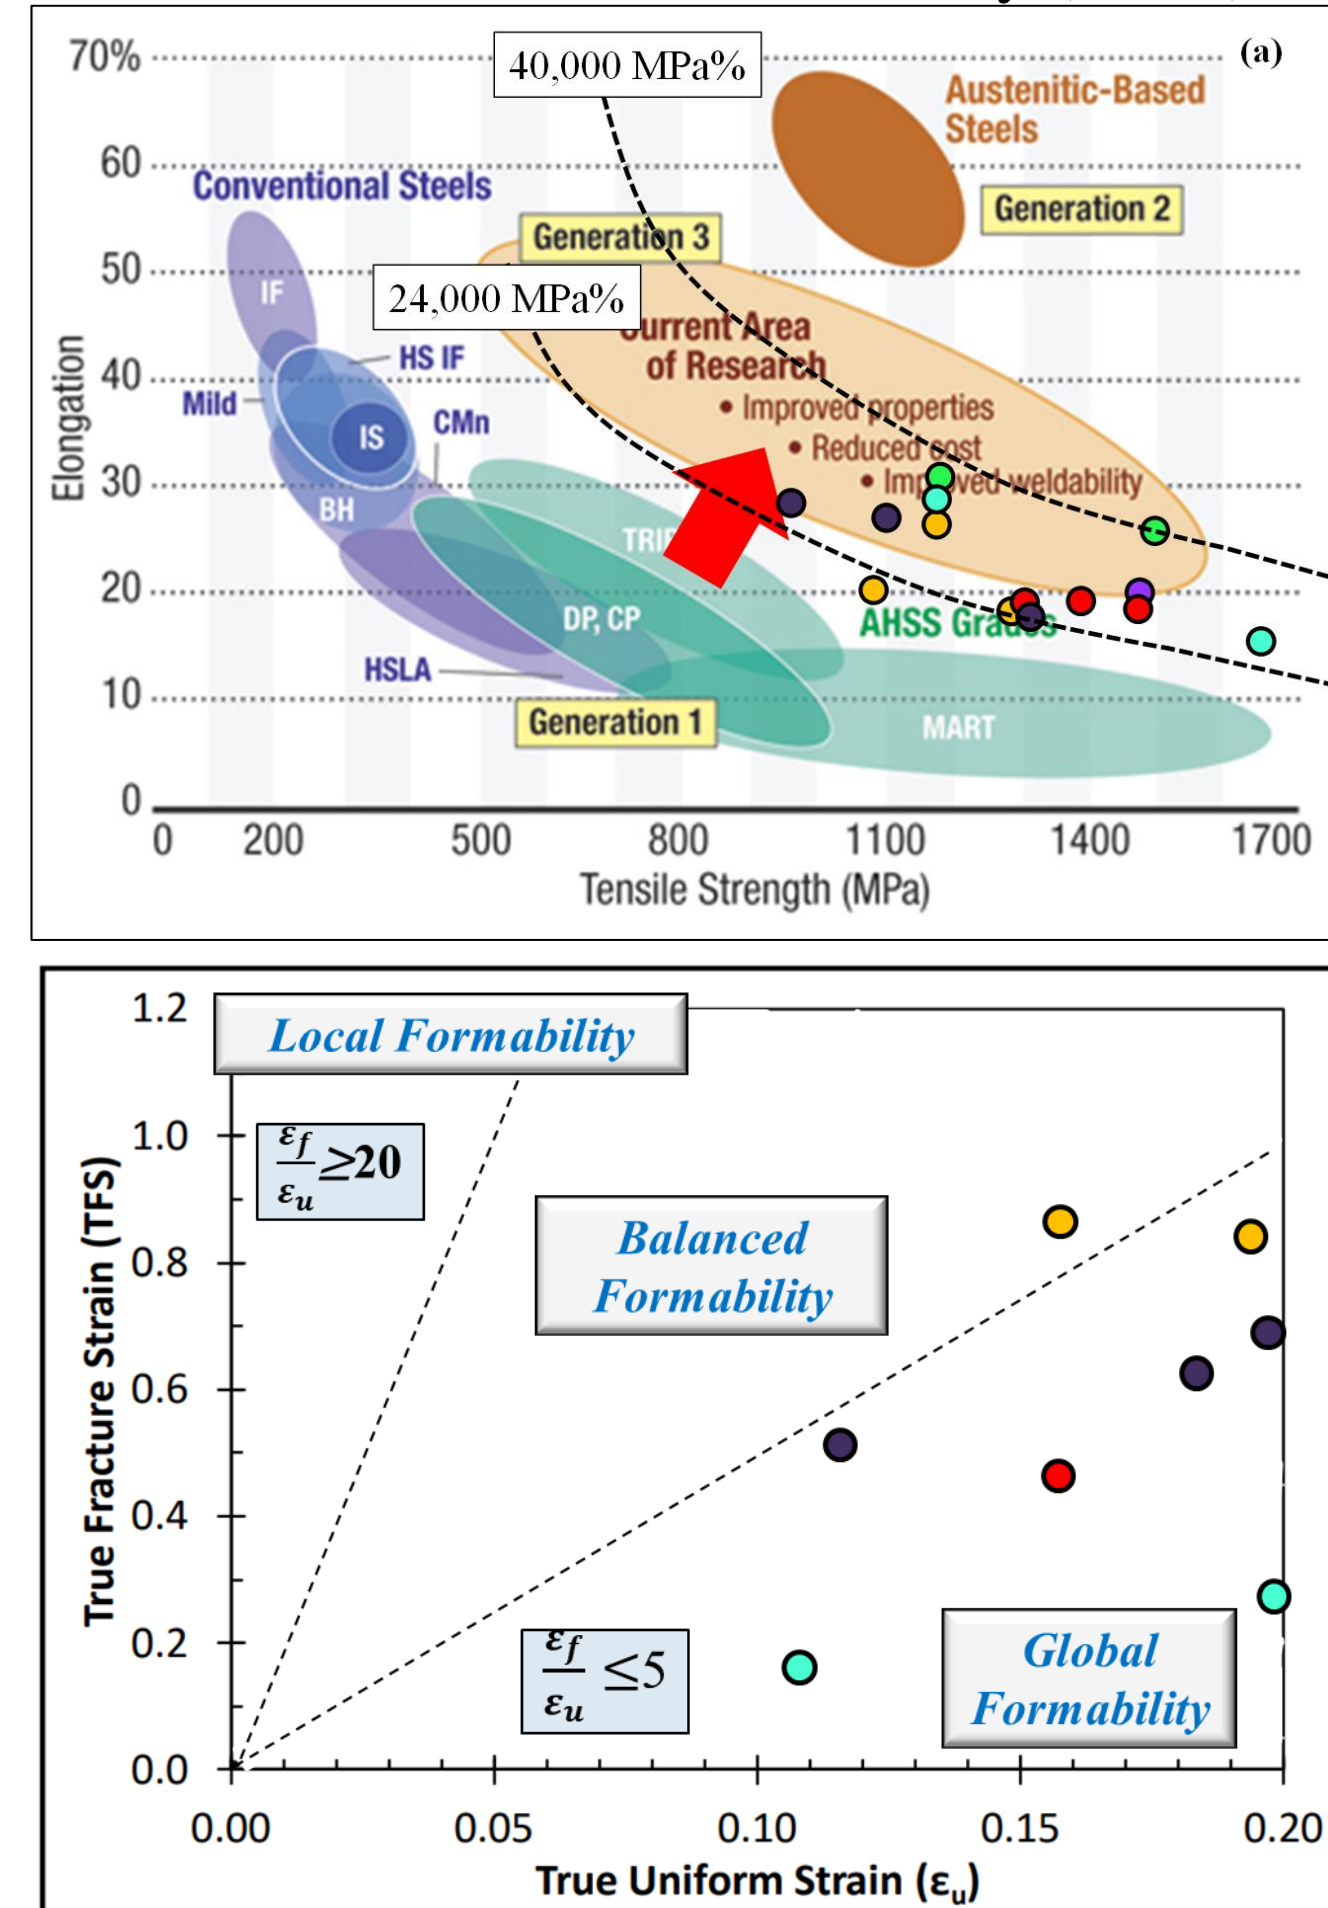 (a)
40,000 MPa%
70%
60
50
40
30
20
10
0
Elongation
Austenitic-Based
Steels
Generation 2
Conventional Steels
Generation 3
24,000 MPa%
IF
HS IF
Mild
IS
CMn
BH
Current Area
of Research
• Improved properties
• Reduced cost
• Improved weldability
TRIP
DP, CP
AHSS Grades
HSLA
Generation 1
MART
0 200 500 800 1100 1400 1700
Tensile Strength (MPa)
1.2
1.0
0.8
0.6
0.4
0.2
0.0
True Fracture Strain (TFS)
Local Formability
εf/εu ≥20
Balanced
Formability
εf/εu ≤5
Global
Formability
0.00 0.05 0.10 0.15 0.20
True Uniform Strain (εu)